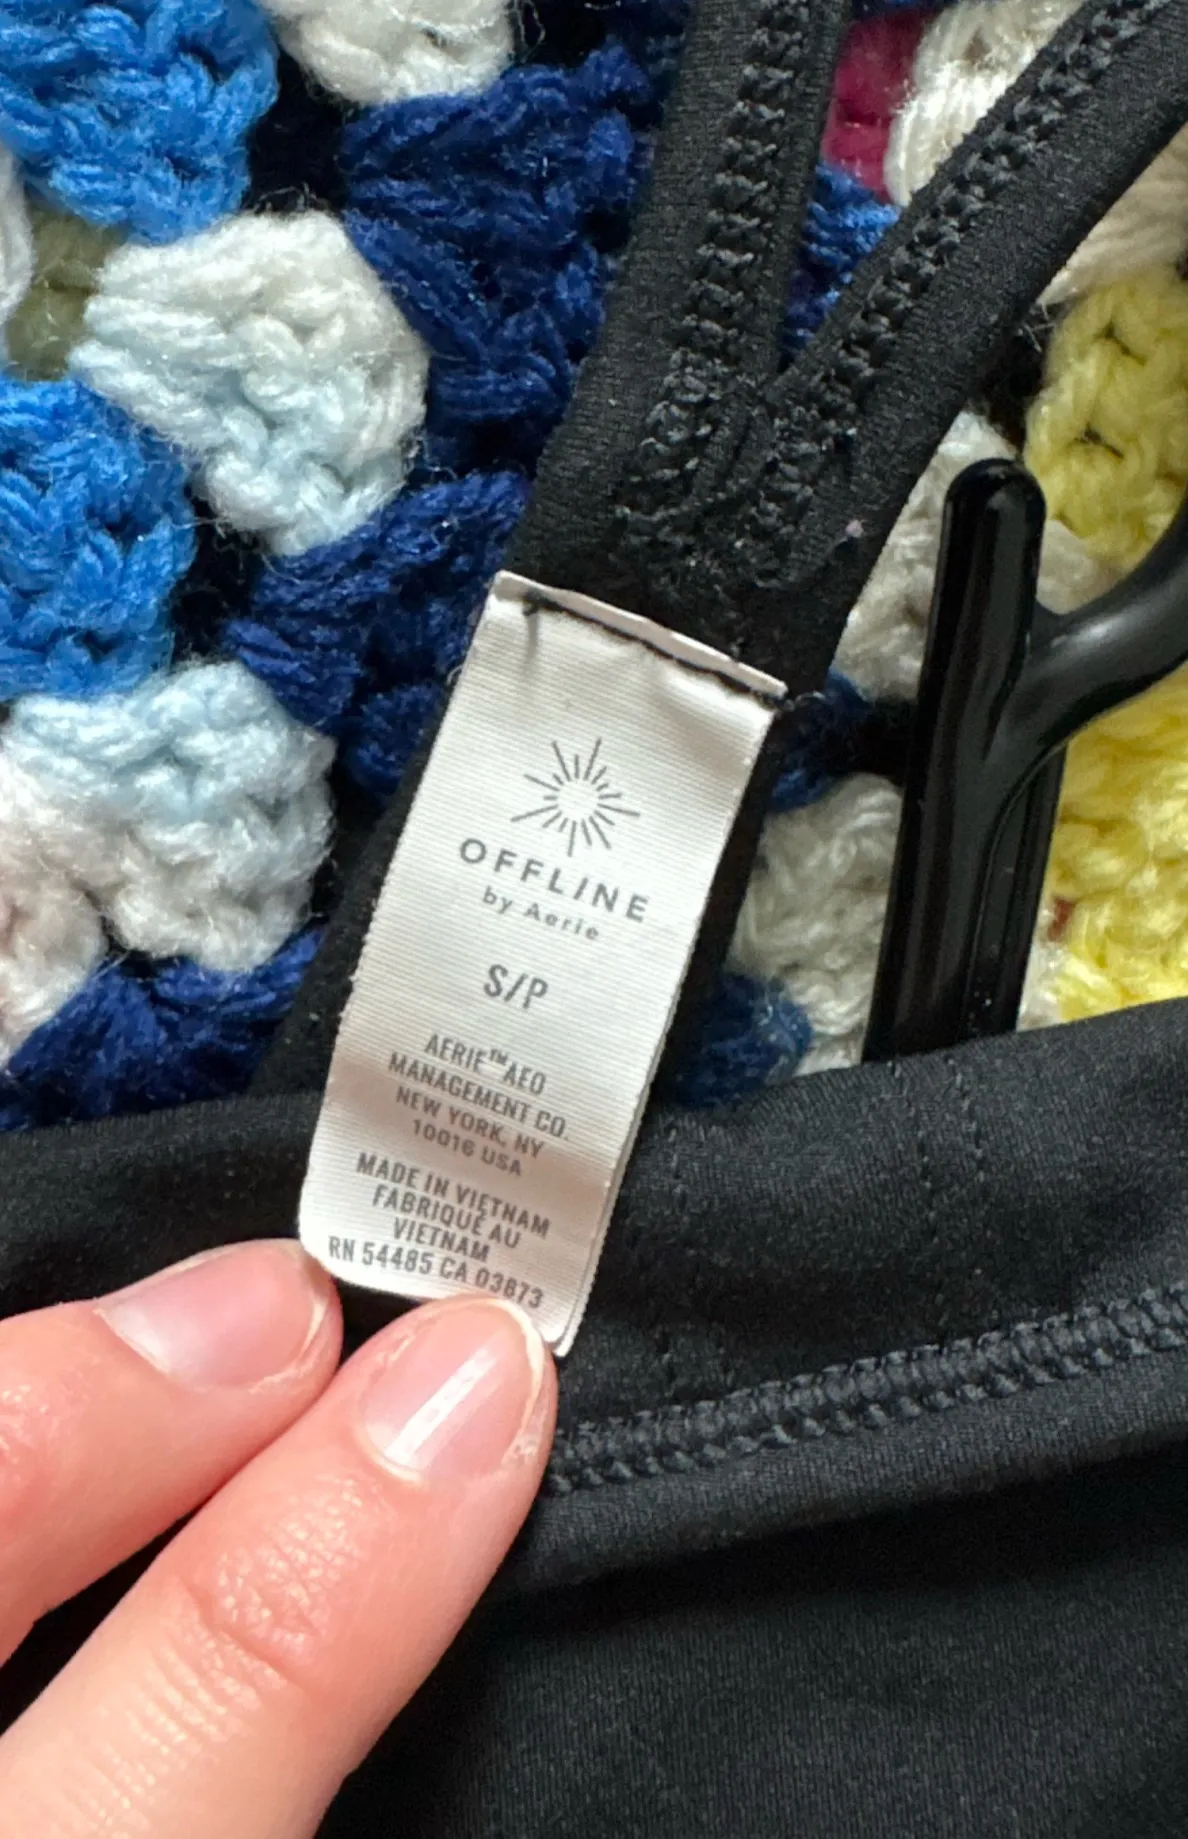 OFFLINE
by Aerie
S/P
AERIE™ AEO
MANAGEMENT CO.
NEW YORK, NY
10016 USA
MADE IN VIETNAM
FABRIQUÉ AU
VIETNAM
RN 54485 CA 03673